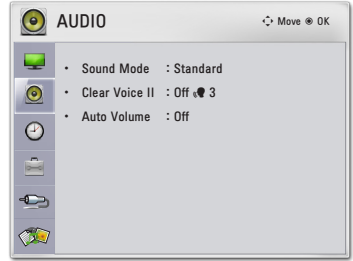 AUDIO
Move OK
• Sound Mode : Standard
• Clear Voice II : Off 3
• Auto Volume : Off